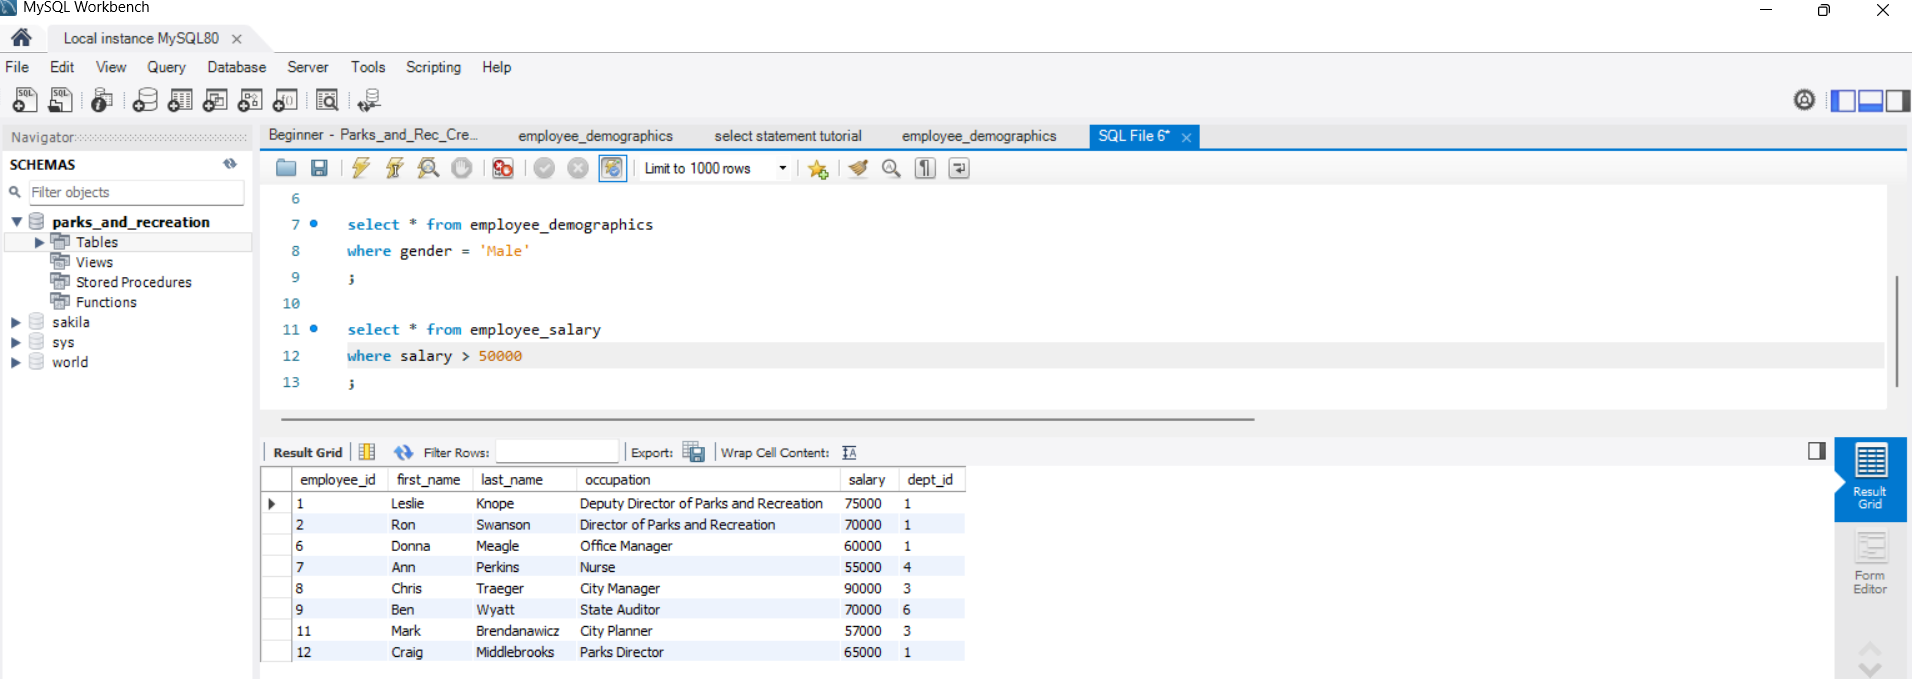 MySQL Workbench
Local instance MySQL80
File Edit View Query Database Server Tools Scripting Help
Navigator
SCHEMAS
Filter objects
parks_and_recreation
Tables
Views
Stored Procedures
Functions
sakila
sys
world
Beginner - Parks_and_Rec_Cre... employee_demographics select statement tutorial employee_demographics SQL File 6*
Limit to 1000 rows
6
7 select * from employee_demographics
8 where gender = 'Male'
9 ;
10
11 select * from employee_salary
12 where salary > 50000
13 ;
Result Grid Filter Rows: Export: Wrap Cell Content:
employee_id first_name last_name occupation salary dept_id
1 Leslie Knope Deputy Director of Parks and Recreation 75000 1
2 Ron Swanson Director of Parks and Recreation 70000 1
6 Donna Meagle Office Manager 60000 1
7 Ann Perkins Nurse 55000 4
8 Chris Traeger City Manager 90000 3
9 Ben Wyatt State Auditor 70000 6
11 Mark Brendanawicz City Planner 57000 3
12 Craig Middlebrooks Parks Director 65000 1
Result
Grid
Form
Editor